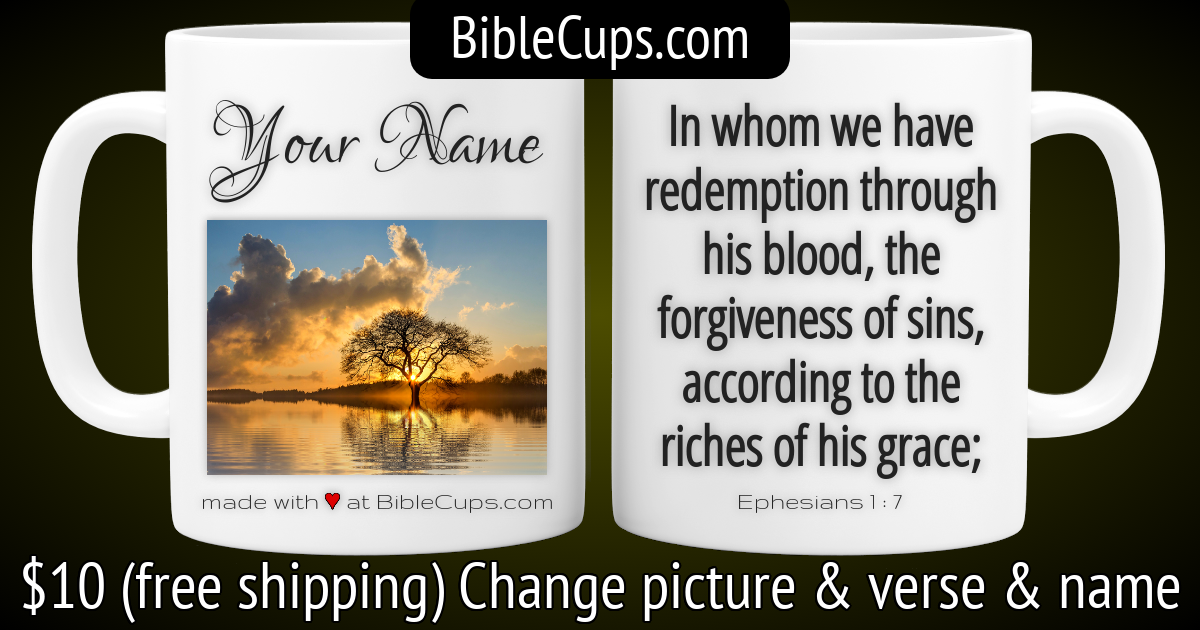 BibleCups.com
Your Name
made with ♥ at BibleCups.com
In whom we have
redemption through
his blood, the
forgiveness of sins,
according to the
riches of his grace;
Ephesians 1:7
$10 (free shipping) Change picture & verse & name